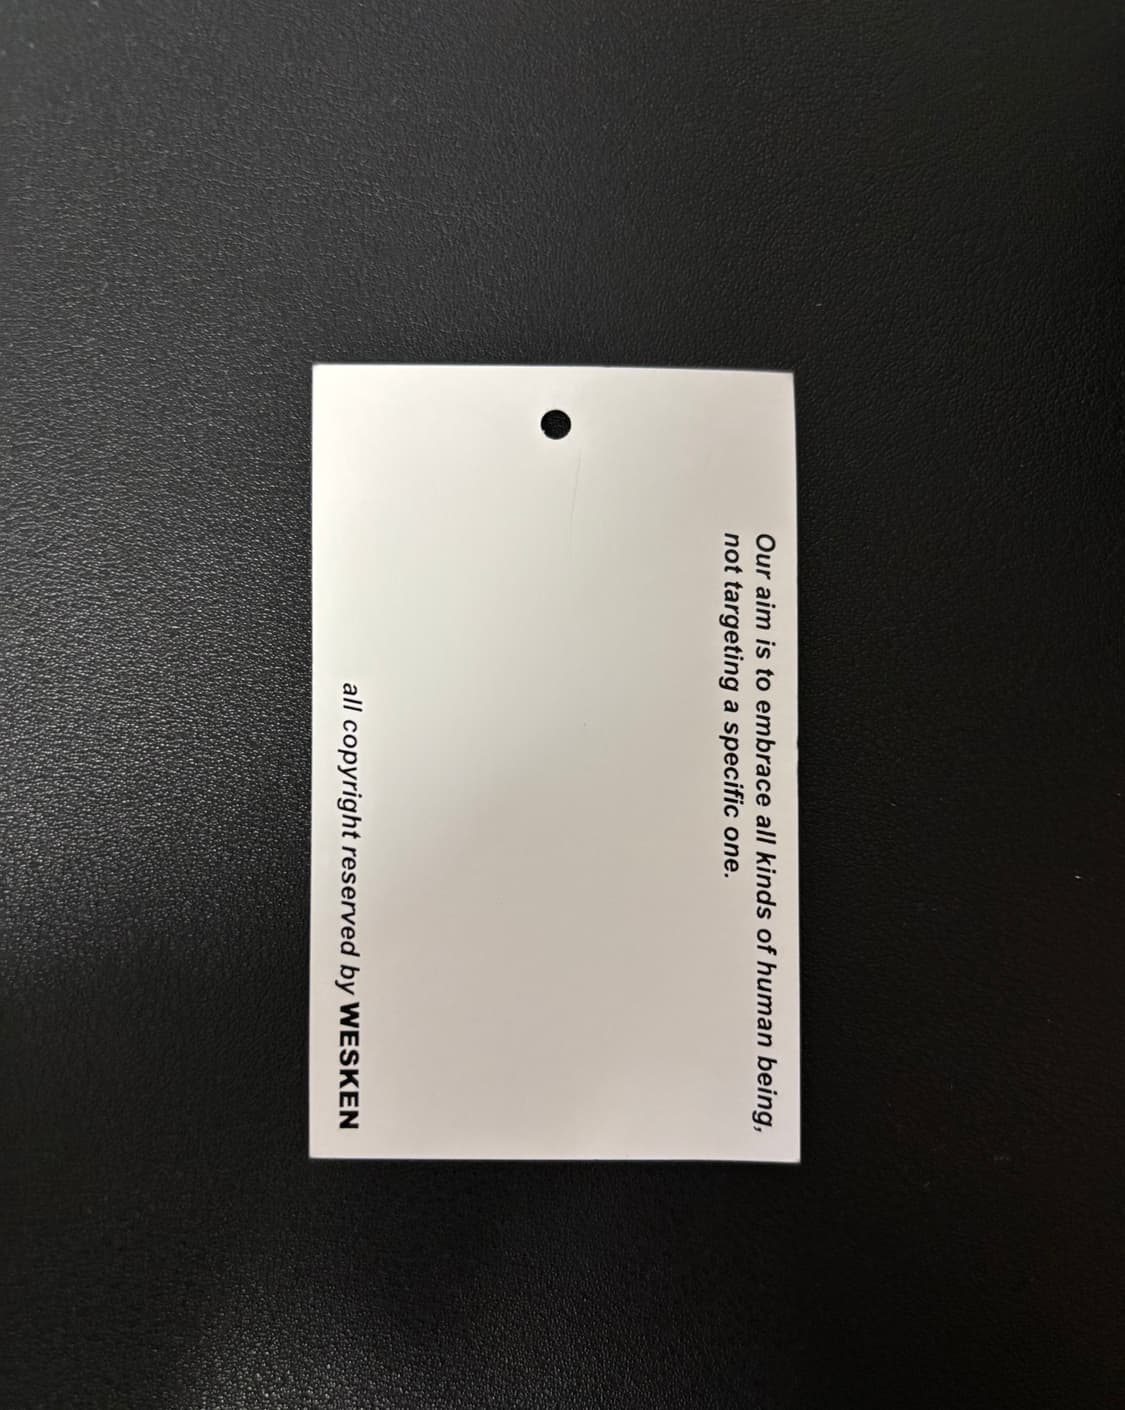 Our aim is to embrace all kinds of human being,
not targeting a specific one.
all copyright reserved by WESKEN